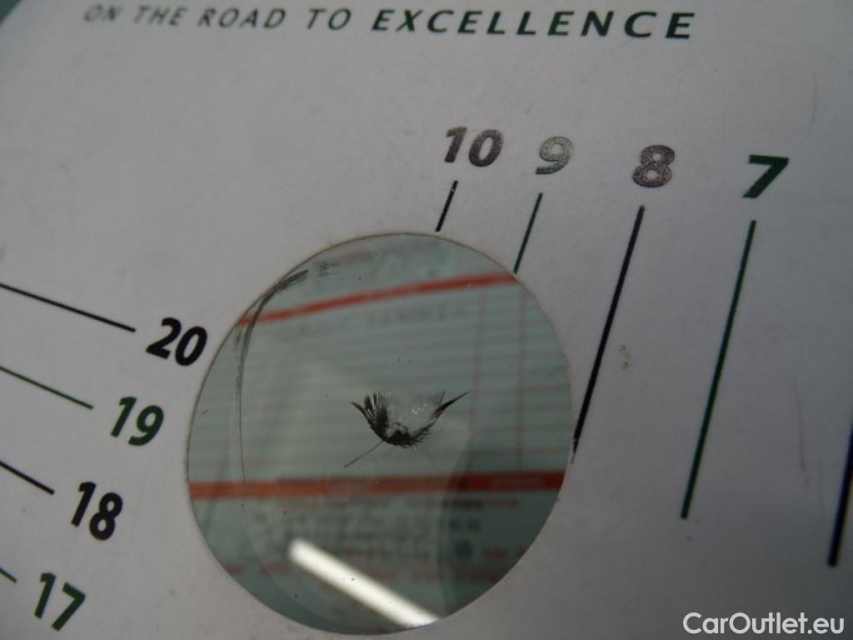 ON THE ROAD TO EXCELLENCE
10 9 8 7
20
19
18
17
CarOutlet.eu